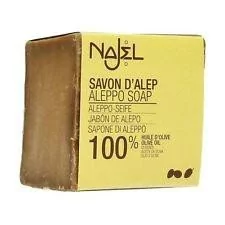 NAJEL
SAVON D'ALEP
ALEPPO SOAP
ALEPPO-SEIFE
JABÓN DE ALEPO
SAPONE DI ALEPPO
100%
HUILE D'OLIVE
OLIVE OIL